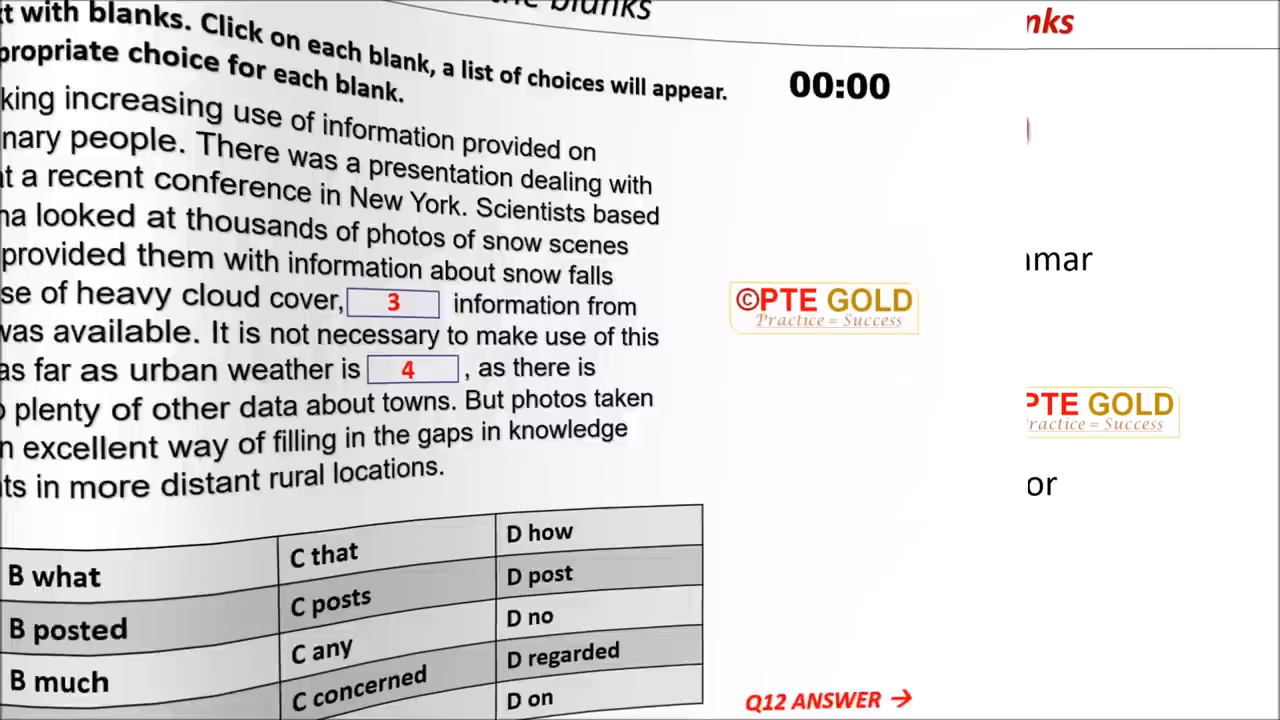 the blanks
nks
t with blanks. Click on each blank, a list of choices will appear.
propriate choice for each blank.
00:00
king increasing use of information provided on
nary people. There was a presentation dealing with
at a recent conference in New York. Scientists based
na looked at thousands of photos of snow scenes
provided them with information about snow falls
se of heavy cloud cover, 3 information from
was available. It is not necessary to make use of this
as far as urban weather is 4 , as there is
o plenty of other data about towns. But photos taken
n excellent way of filling in the gaps in knowledge
ts in more distant rural locations.
©PTE GOLD
Practice = Success
mar
PTE GOLD
ractice = Success
or
B what C that D how
B posted C posts D post
B much C any D no
C concerned D regarded
D on
Q12 ANSWER →